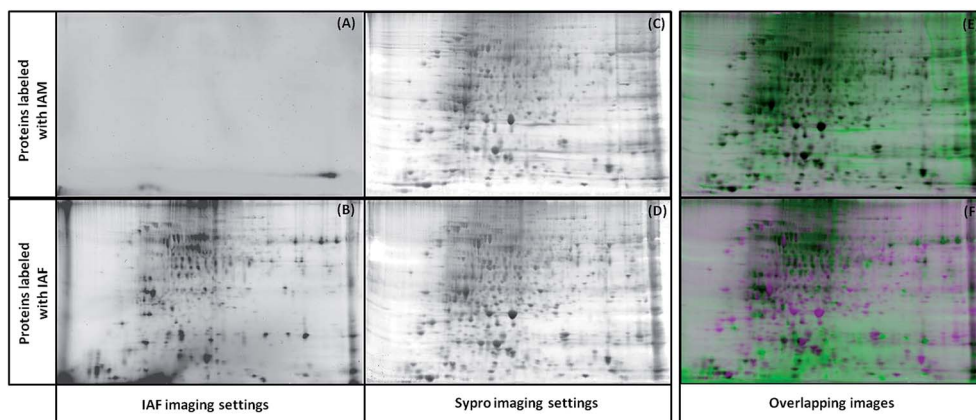 (A)
(C)
(E)
Proteins labeled
with IAM
(B)
(D)
(F)
Proteins labeled
with IAF
IAF imaging settings
Sypro imaging settings
Overlapping images